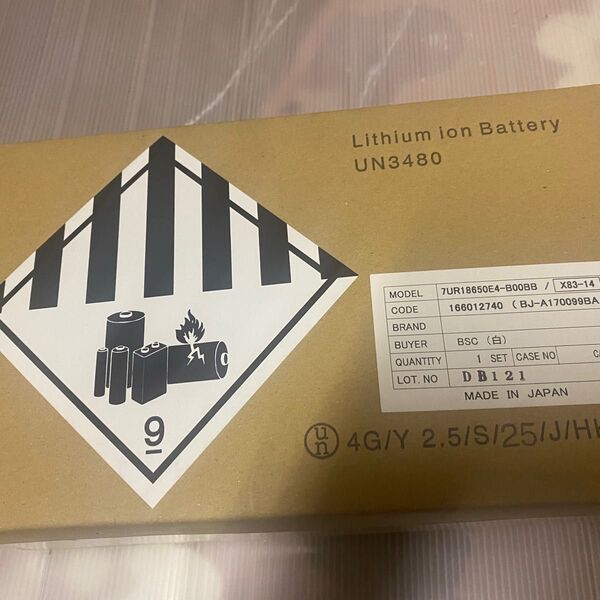 Lithium ion Battery
UN3480
MODEL 7UR18650E4-B00BB / X83-14
CODE 166012740 ( BJ-A170099BA
BRAND
BUYER BSC (白)
QUANTITY 1 SET CASE NO
LOT. NO DB121
MADE IN JAPAN
9
un 4G/Y 2.5/S/25/J/